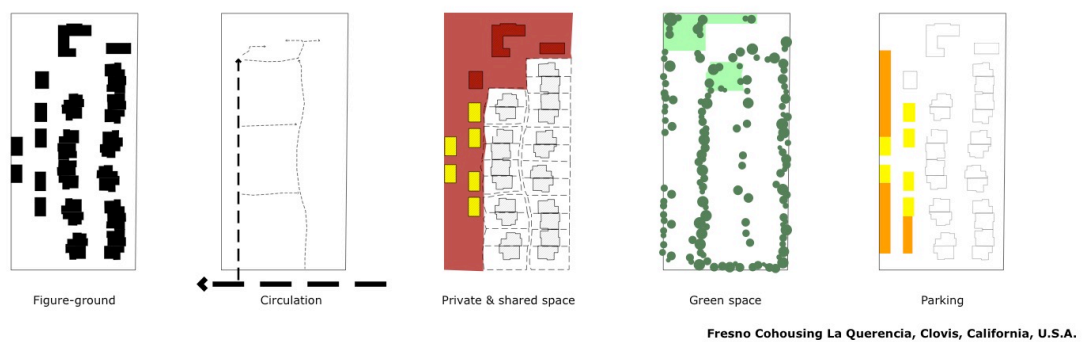 Figure-ground
Circulation
Private & shared space
Green space
Parking
Fresno Cohousing La Querencia, Clovis, California, U.S.A.